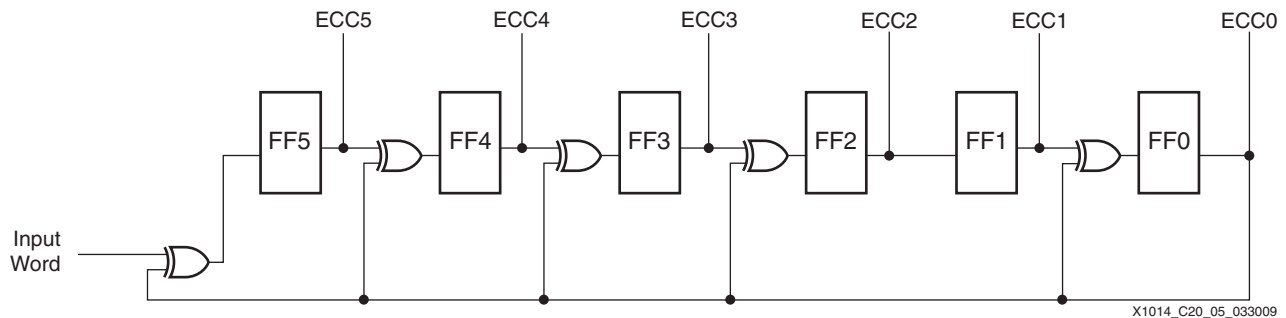 ECC5
ECC4
ECC3
ECC2
ECC1
ECC0
FF5
FF4
FF3
FF2
FF1
FF0
Input
Word
X1014_C20_05_033009